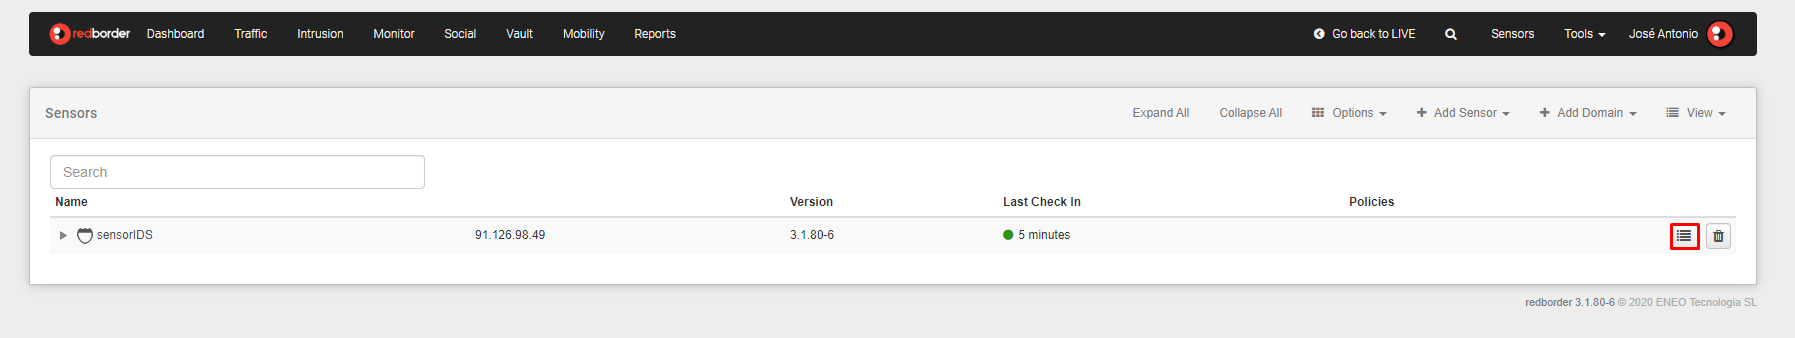 redborder Dashboard Traffic Intrusion Monitor Social Vault Mobility Reports Go back to LIVE Sensors Tools José Antonio
Sensors Expand All Collapse All Options Add Sensor Add Domain View
Search
Name Version Last Check In Policies
sensorIDS 91.126.98.49 3.1.80-6 5 minutes
redborder 3.1.80-6 © 2020 ENEO Tecnologia SL